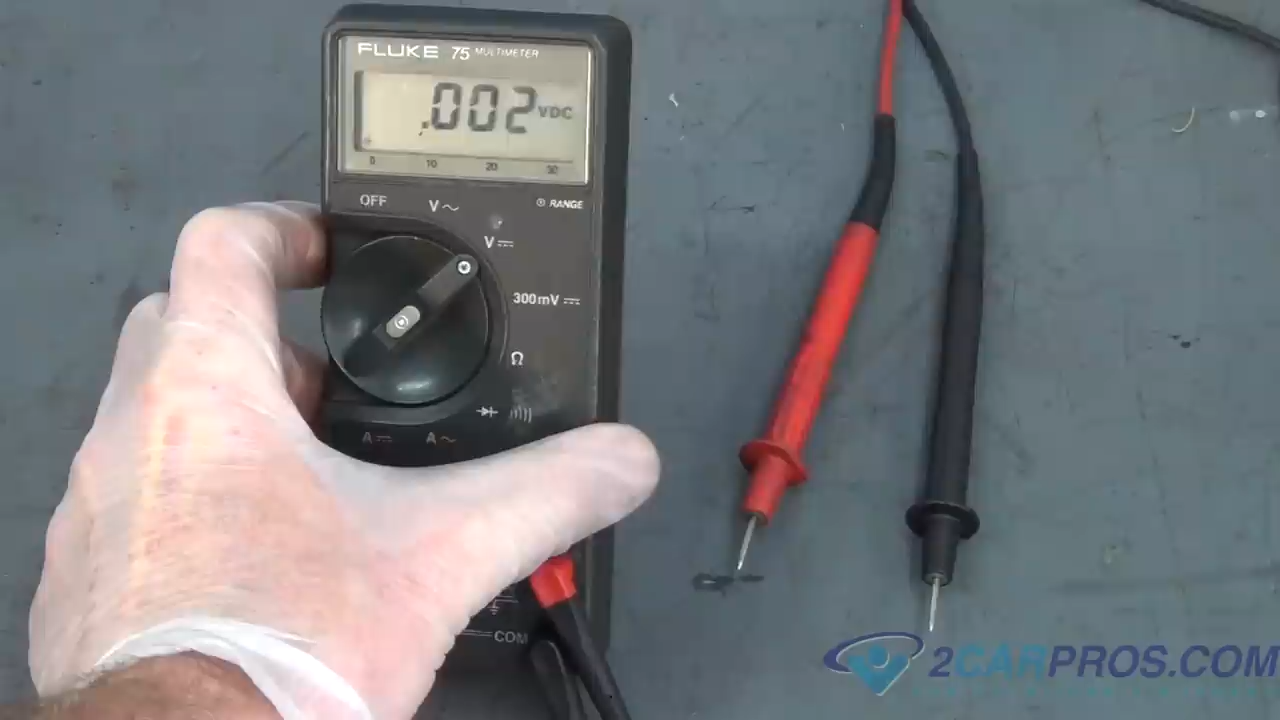 FLUKE 75 MULTIMETER
.002 VDC
0 10 20 30
OFF V~ RANGE
V⎓
300mV⎓
Ω
A⎓ A~
COM
2CARPROS.COM